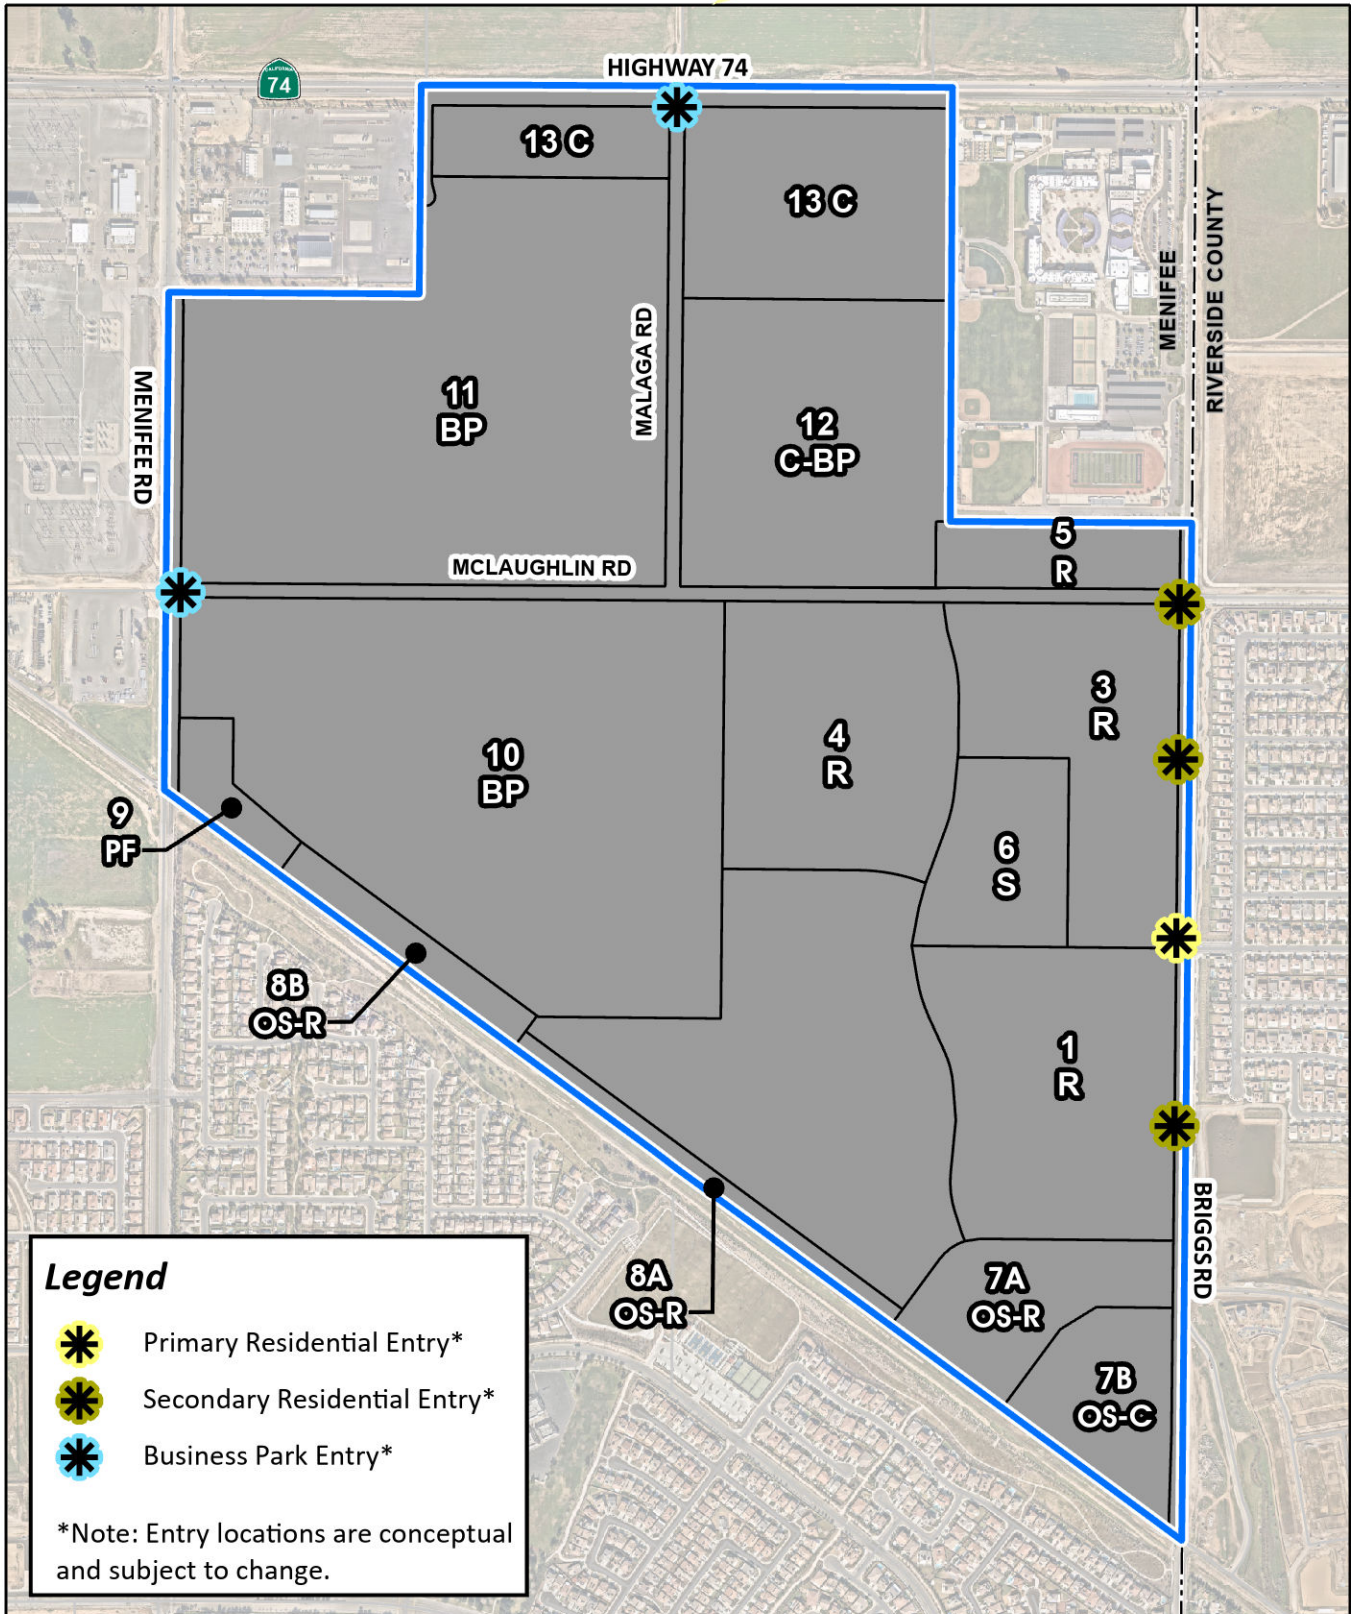 HIGHWAY 74
CALIFORNIA
74
13 C
13 C
MENIFEE
RIVERSIDE COUNTY
MALAGA RD
MENIFEE RD
11
BP
12
C-BP
5
R
MCLAUGHLIN RD
3
R
4
R
10
BP
9
PF
6
S
8B
OS-R
1
R
BRIGGS RD
8A
OS-R
7A
OS-R
7B
OS-C
Legend
Primary Residential Entry*
Secondary Residential Entry*
Business Park Entry*
*Note: Entry locations are conceptual
and subject to change.